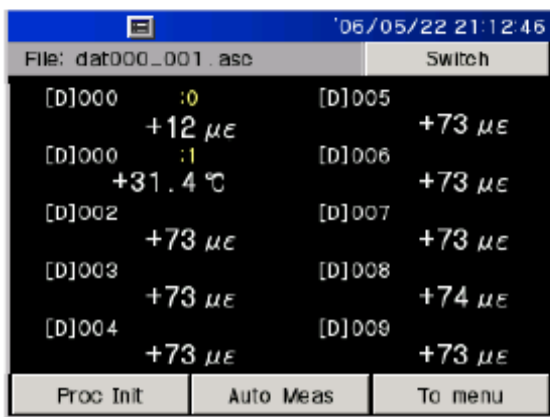 '06/05/22 21:12:46
File: dat000_001.asc Switch
[D]000 :0 [D]005
+12 με +73 με
[D]000 :1 [D]006
+31.4 ℃ +73 με
[D]002 [D]007
+73 με +73 με
[D]003 [D]008
+73 με +74 με
[D]004 [D]009
+73 με +73 με
Proc Init Auto Meas To menu